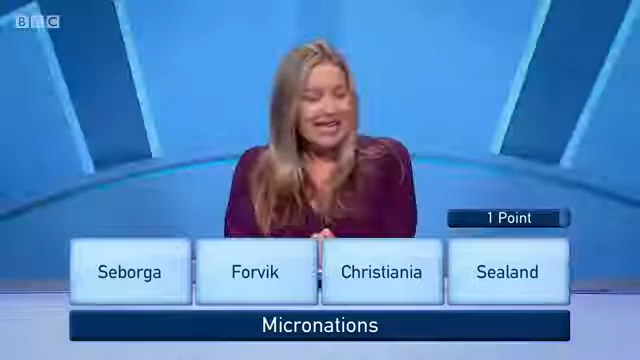 BBC
1 Point
Seborga
Forvik
Christiania
Sealand
Micronations